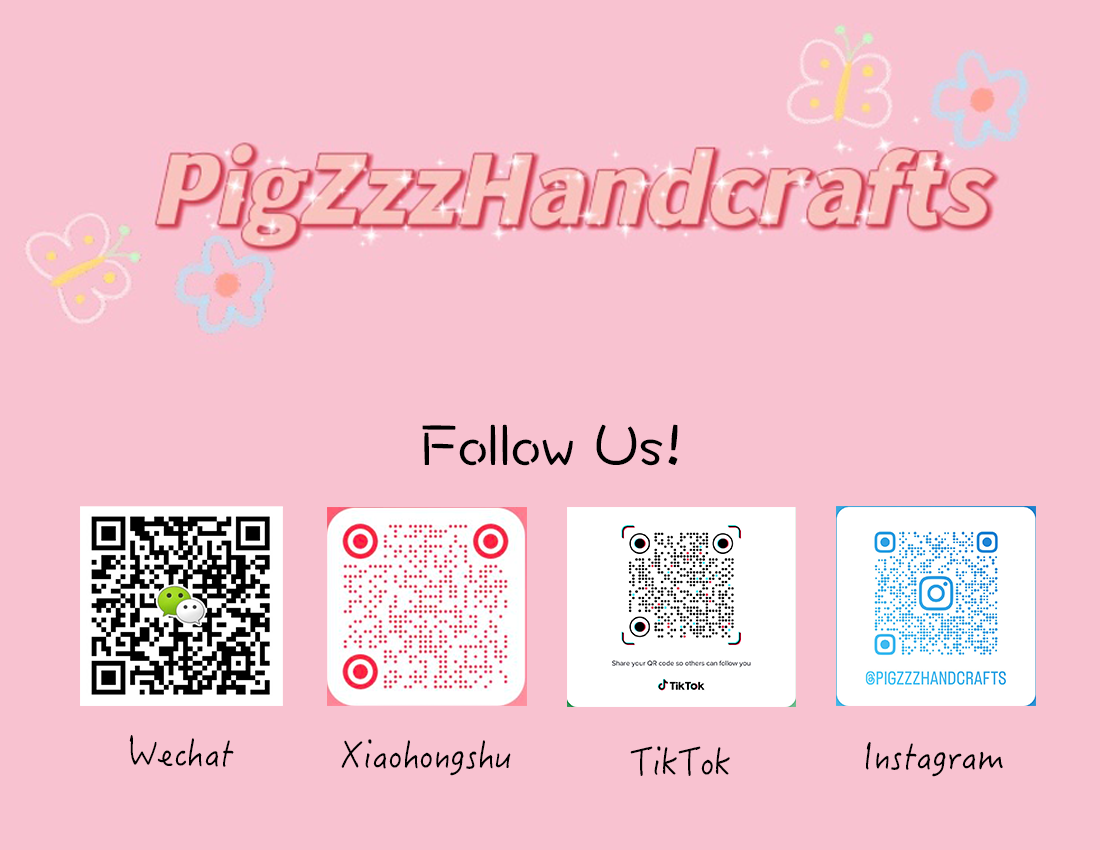 PigZzzHandcrafts
Follow Us!
Share your QR code so others can follow you
TikTok
@PIGZZZHANDCRAFTS
Wechat
Xiaohongshu
TikTok
Instagram